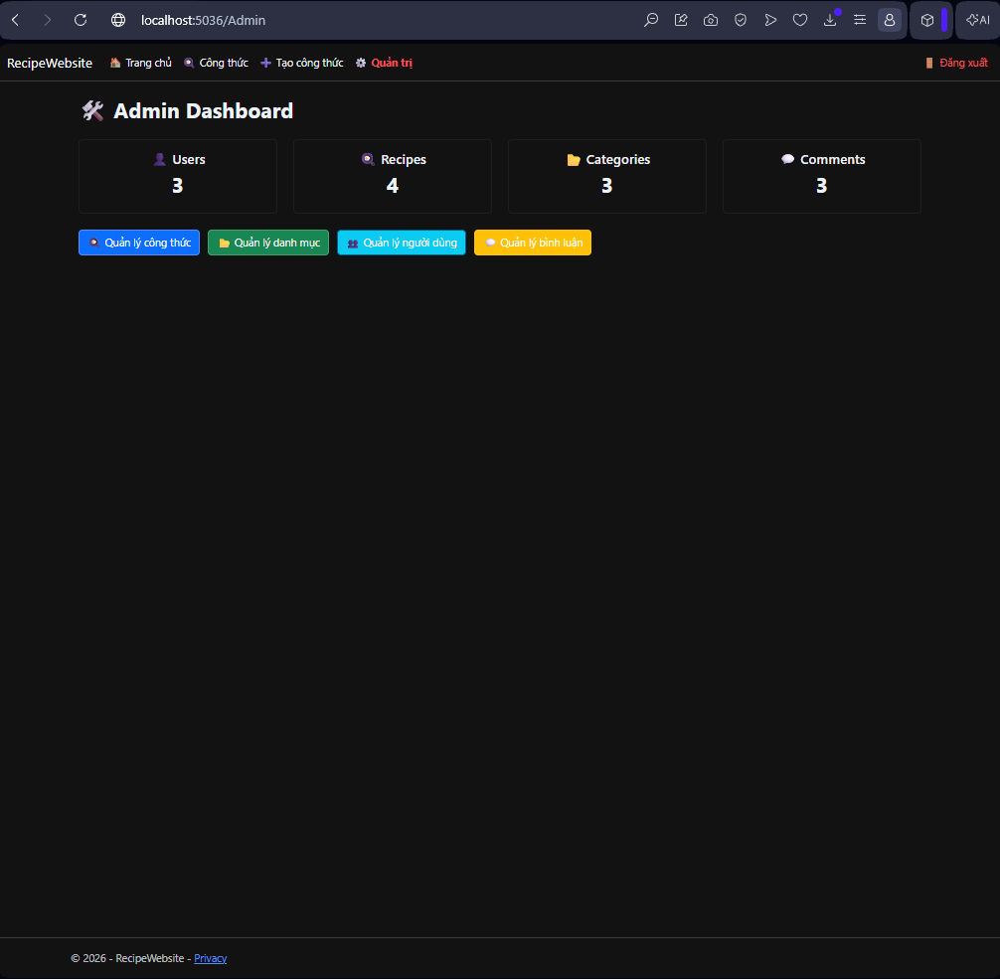 localhost:5036/Admin
AI
RecipeWebsite 🏠 Trang chủ 🍳 Công thức ➕ Tạo công thức ⚙️ Quản trị 🚪 Đăng xuất
🛠️ Admin Dashboard
👤 Users
3
🍳 Recipes
4
📂 Categories
3
💬 Comments
3
🍳 Quản lý công thức 📂 Quản lý danh mục 👥 Quản lý người dùng 💬 Quản lý bình luận
© 2026 - RecipeWebsite - Privacy